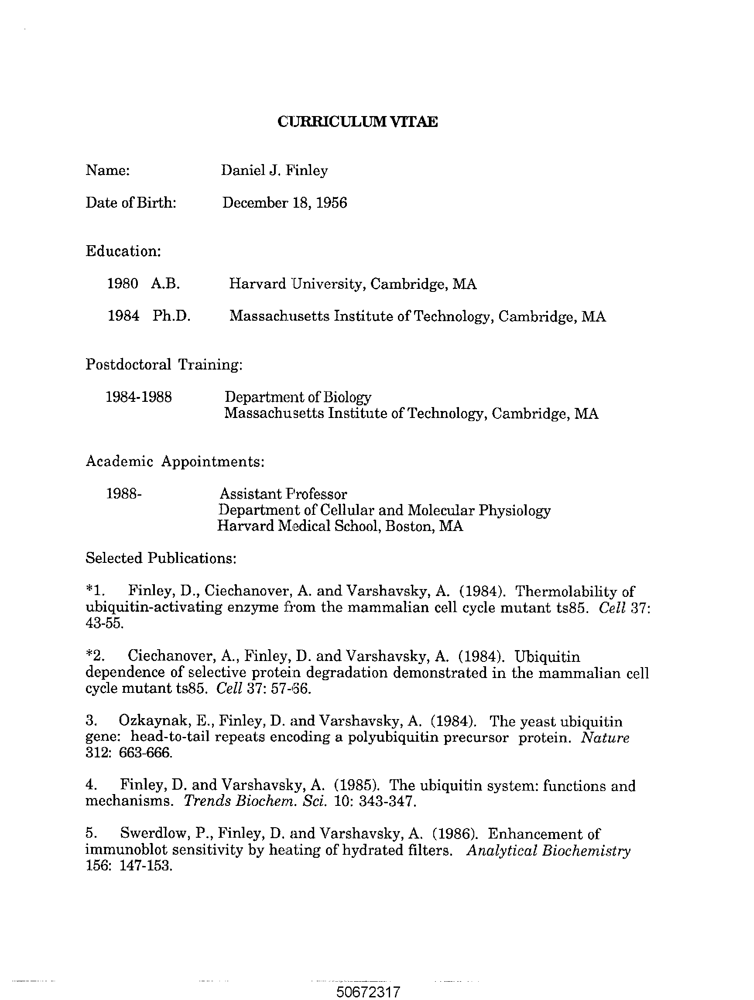 CURRICULUM VITAE
Name: Daniel J. Finley
Date of Birth: December 18, 1956
Education:
1980 A.B. Harvard University, Cambridge, MA
1984 Ph.D. Massachusetts Institute of Technology, Cambridge, MA
Postdoctoral Training:
1984-1988 Department of Biology
Massachusetts Institute of Technology, Cambridge, MA
Academic Appointments:
1988- Assistant Professor
Department of Cellular and Molecular Physiology
Harvard Medical School, Boston, MA
Selected Publications:
*1. Finley, D., Ciechanover, A. and Varshavsky, A. (1984). Thermolability of
ubiquitin-activating enzyme from the mammalian cell cycle mutant ts85. Cell 37:
43-55.
*2. Ciechanover, A., Finley, D. and Varshavsky, A. (1984). Ubiquitin
dependence of selective protein degradation demonstrated in the mammalian cell
cycle mutant ts85. Cell 37: 57-66.
3. Ozkaynak, E., Finley, D. and Varshavsky, A. (1984). The yeast ubiquitin
gene: head-to-tail repeats encoding a polyubiquitin precursor protein. Nature
312: 663-666.
4. Finley, D. and Varshavsky, A. (1985). The ubiquitin system: functions and
mechanisms. Trends Biochem. Sci. 10: 343-347.
5. Swerdlow, P., Finley, D. and Varshavsky, A. (1986). Enhancement of
immunoblot sensitivity by heating of hydrated filters. Analytical Biochemistry
156: 147-153.
50672317